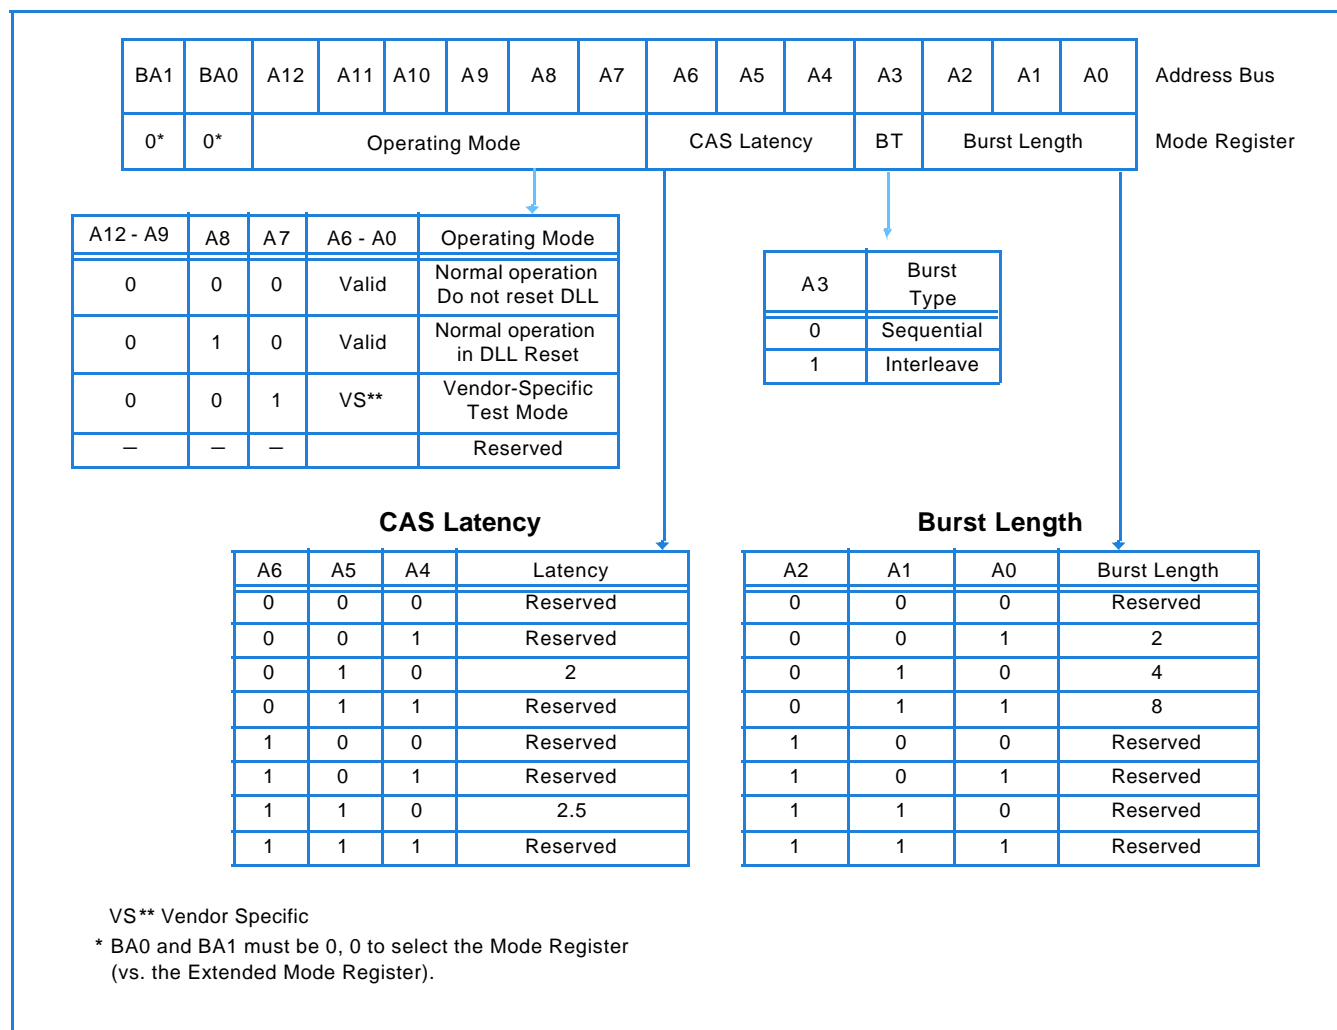 BA1 BA0 A12 A11 A10 A9 A8 A7 A6 A5 A4 A3 A2 A1 A0 Address Bus
0* 0* Operating Mode CAS Latency BT Burst Length Mode Register
A12 - A9 A8 A7 A6 - A0 Operating Mode
0 0 0 Valid Normal operation
Do not reset DLL
0 1 0 Valid Normal operation
in DLL Reset
0 0 1 VS** Vendor-Specific
Test Mode
— — — Reserved
A3 Burst
Type
0 Sequential
1 Interleave
CAS Latency
A6 A5 A4 Latency
0 0 0 Reserved
0 0 1 Reserved
0 1 0 2
0 1 1 Reserved
1 0 0 Reserved
1 0 1 Reserved
1 1 0 2.5
1 1 1 Reserved
Burst Length
A2 A1 A0 Burst Length
0 0 0 Reserved
0 0 1 2
0 1 0 4
0 1 1 8
1 0 0 Reserved
1 0 1 Reserved
1 1 0 Reserved
1 1 1 Reserved
VS** Vendor Specific
* BA0 and BA1 must be 0, 0 to select the Mode Register
(vs. the Extended Mode Register).